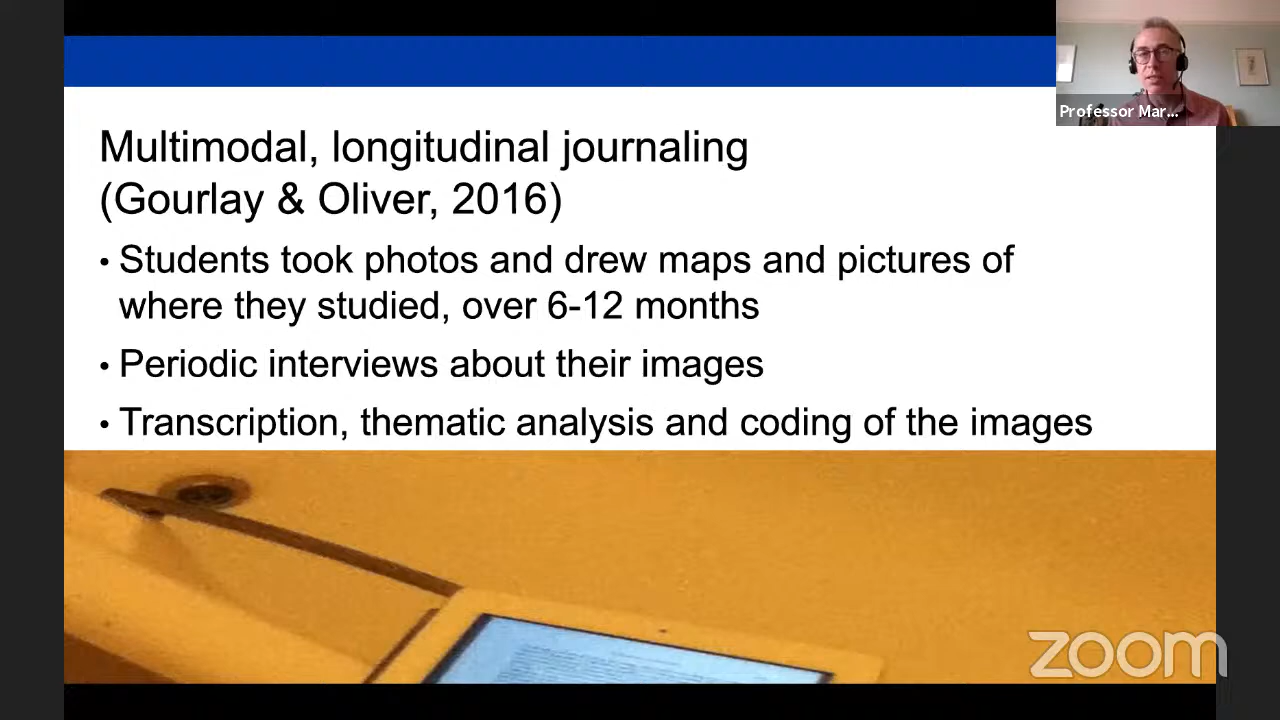 Professor Mar...
Multimodal, longitudinal journaling
(Gourlay & Oliver, 2016)
• Students took photos and drew maps and pictures of
where they studied, over 6-12 months
• Periodic interviews about their images
• Transcription, thematic analysis and coding of the images
zoom